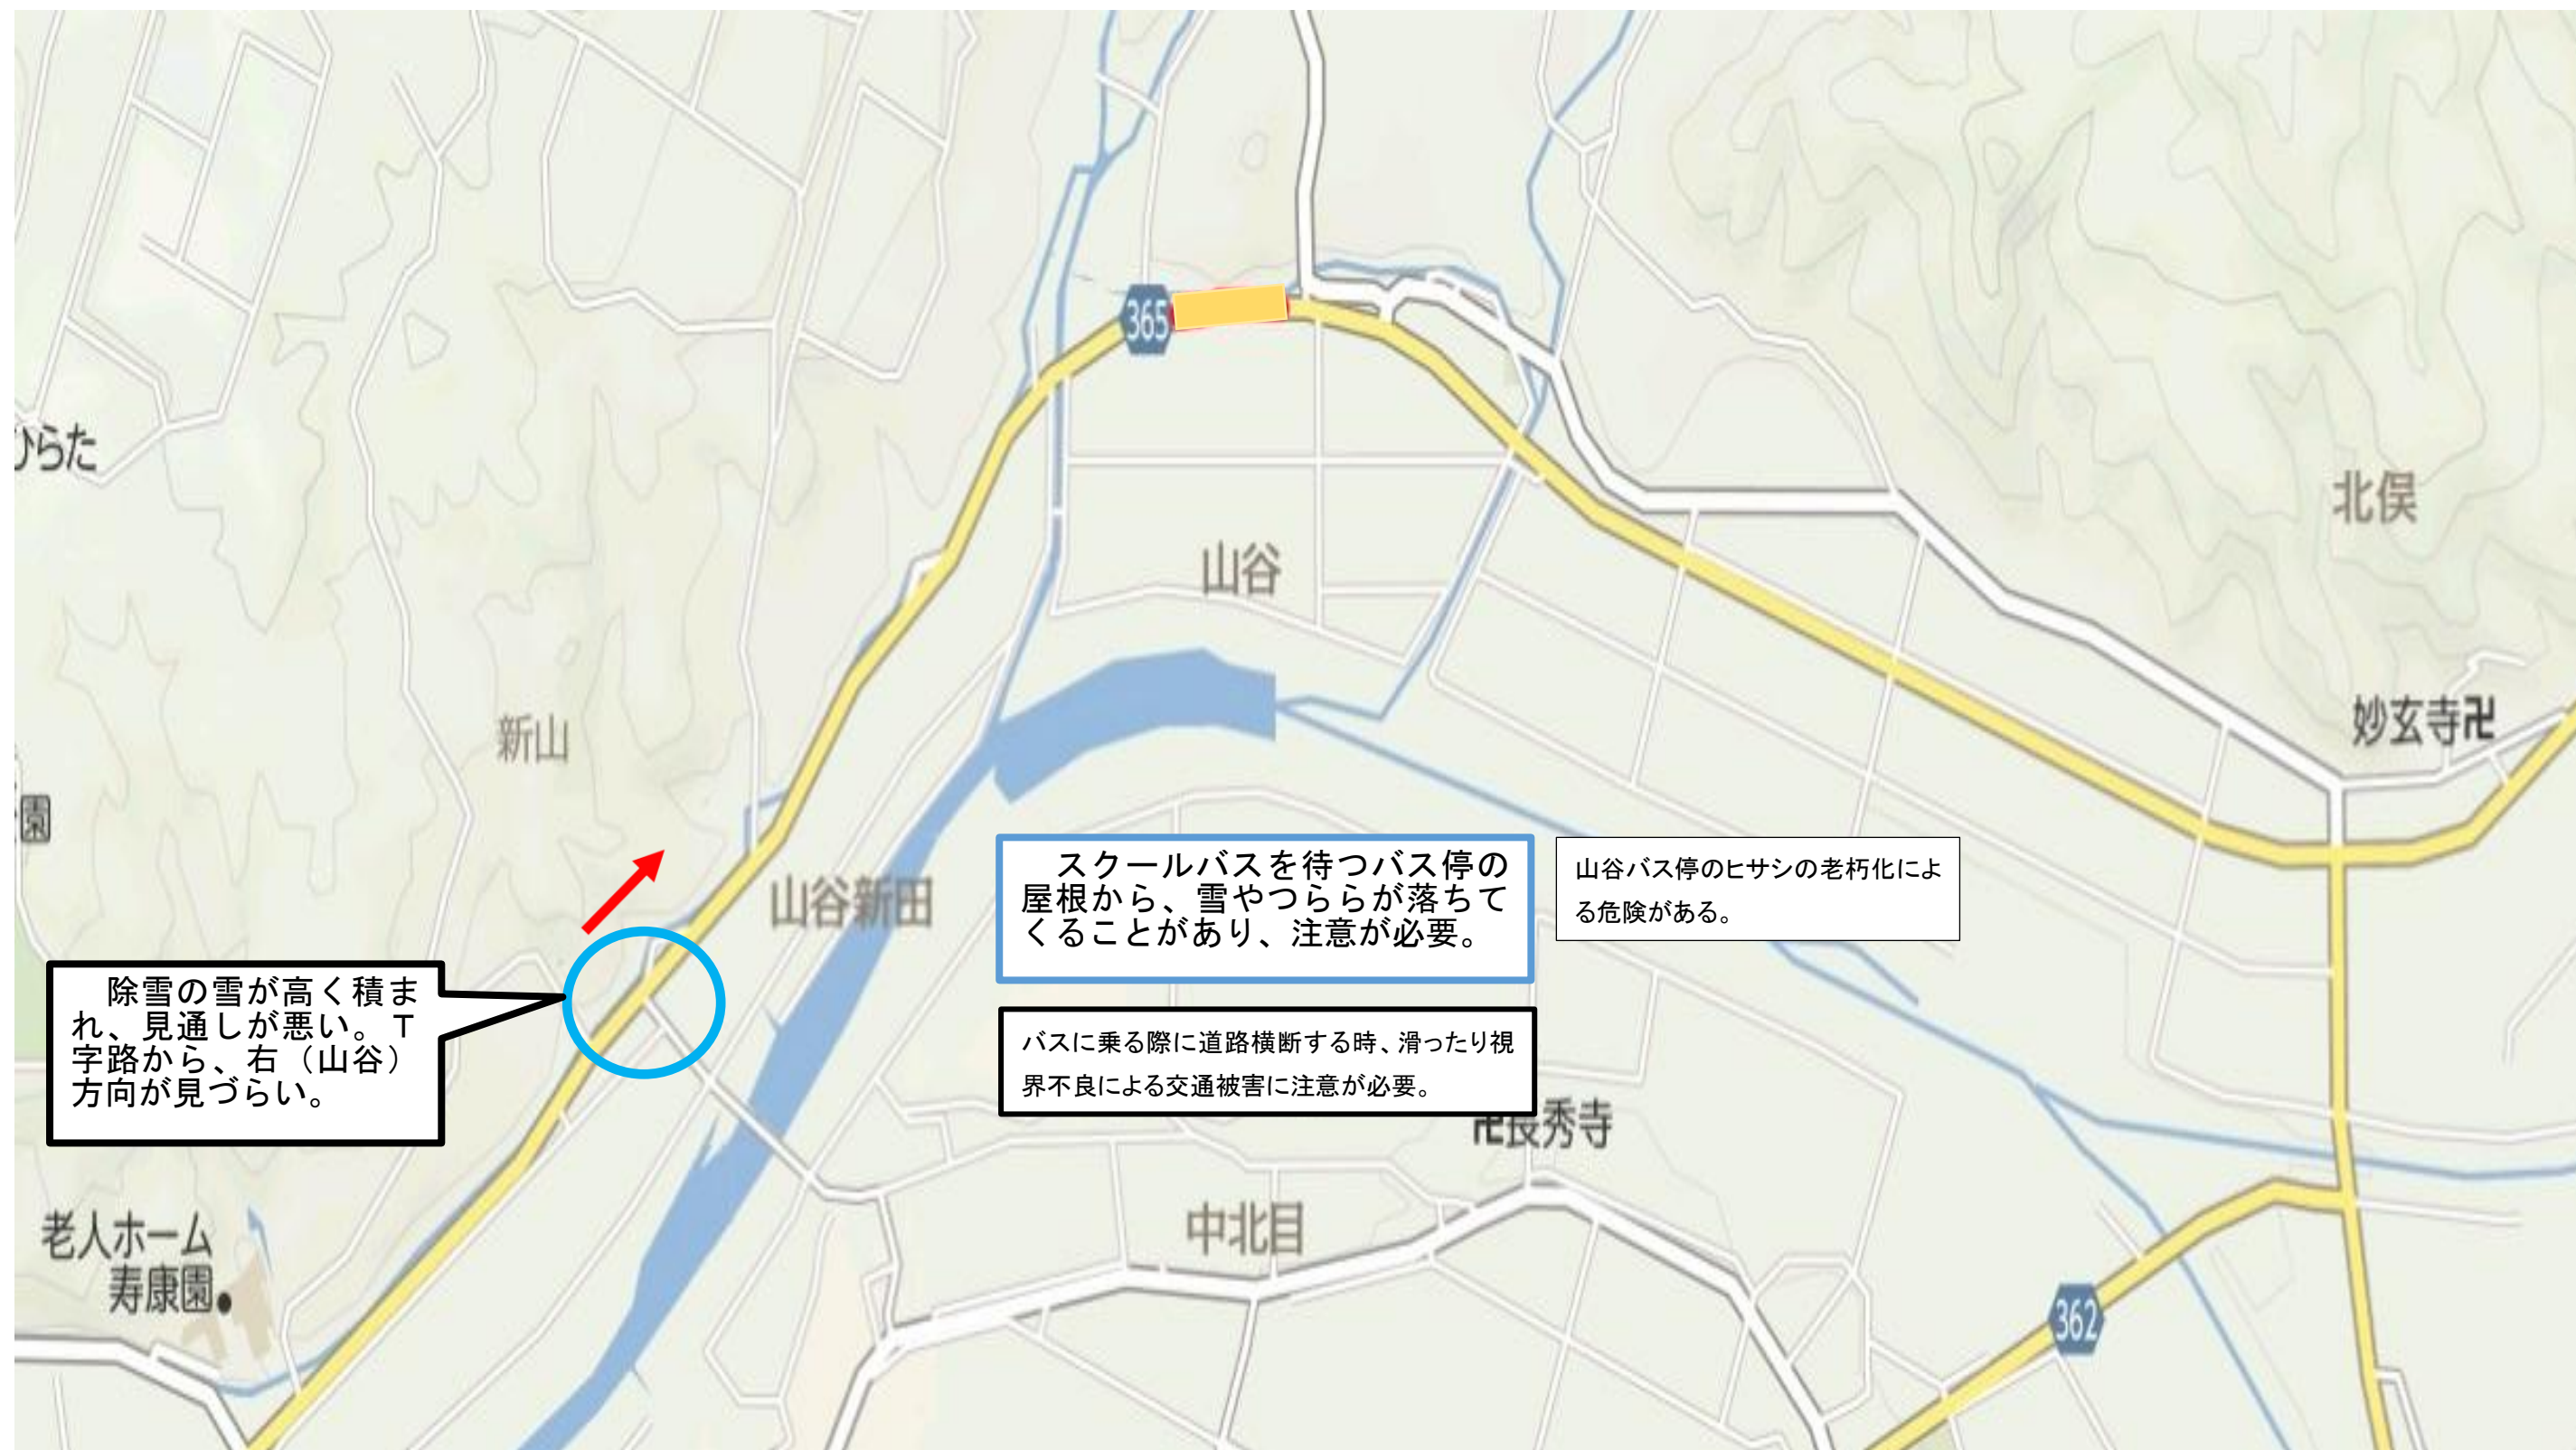 365
ひらた
北俣
山谷
妙玄寺卍
新山
園
スクールバスを待つバス停の
屋根から、雪やつららが落ちて
くることがあり、注意が必要。
山谷バス停のヒサシの老朽化によ
る危険がある。
山谷新田
除雪の雪が高く積ま
れ、見通しが悪い。T
字路から、右（山谷）
方向が見づらい。
バスに乗る際に道路横断する時、滑ったり視
界不良による交通被害に注意が必要。
卍長秀寺
中北目
老人ホーム
寿康園
362